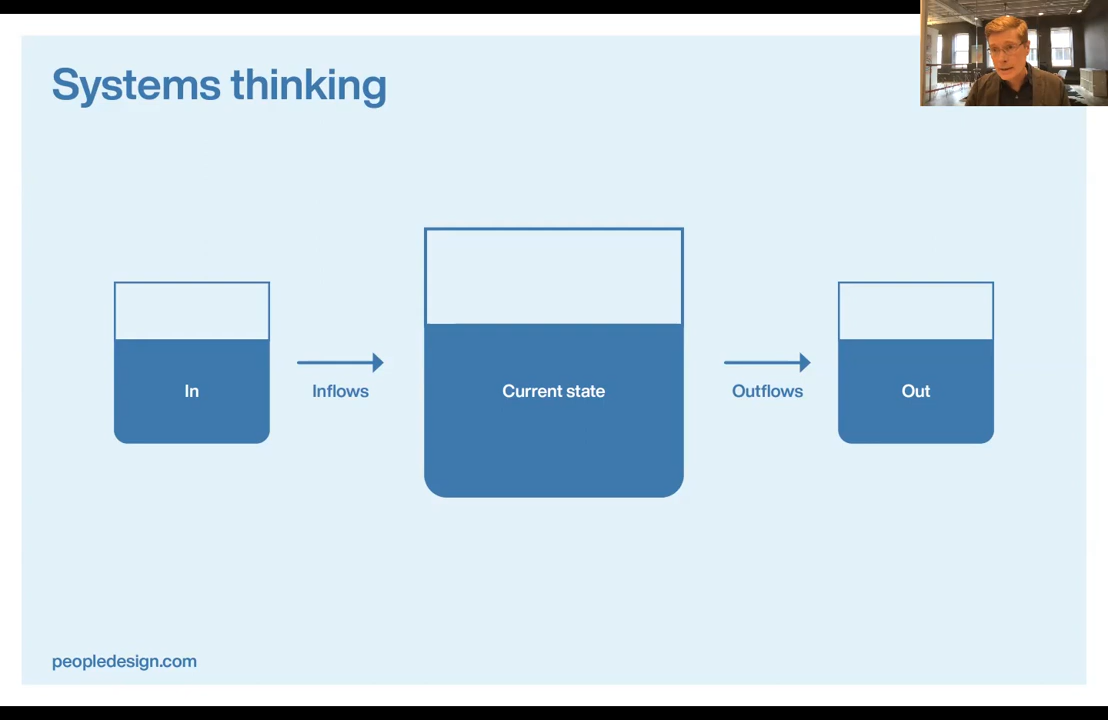 Systems thinking
In
Inflows
Current state
Outflows
Out
peopledesign.com